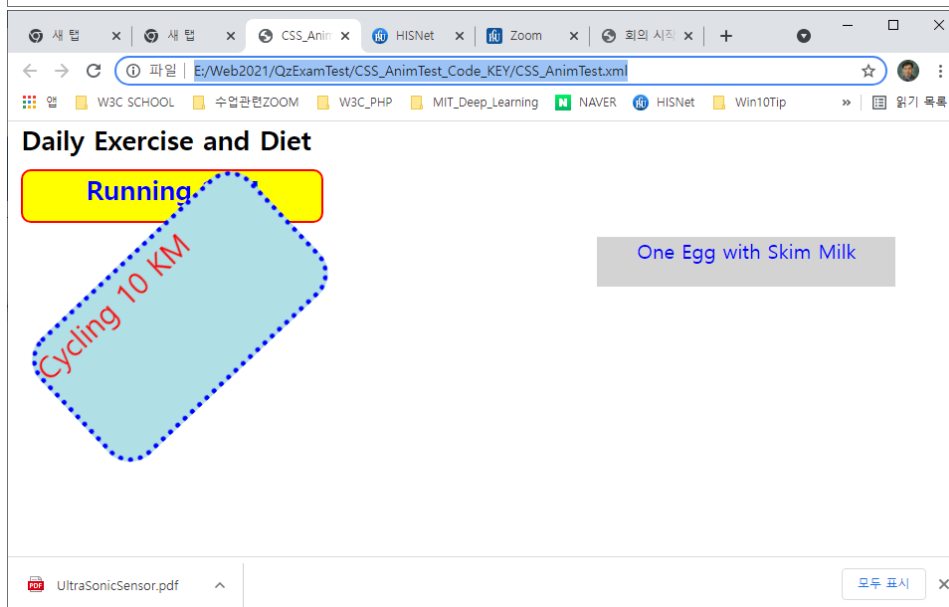 새 탭
새 탭
CSS_Anim
HISNet
Zoom
회의 시작
파일 E:/Web2021/QzExamTest/CSS_AnimTest_Code_KEY/CSS_AnimTest.xml
앱 W3C SCHOOL 수업관련ZOOM W3C_PHP MIT_Deep_Learning NAVER HISNet Win10Tip » 읽기 목록
Daily Exercise and Diet
Running
Cycling 10 KM
One Egg with Skim Milk
PDF UltraSonicSensor.pdf
모두 표시